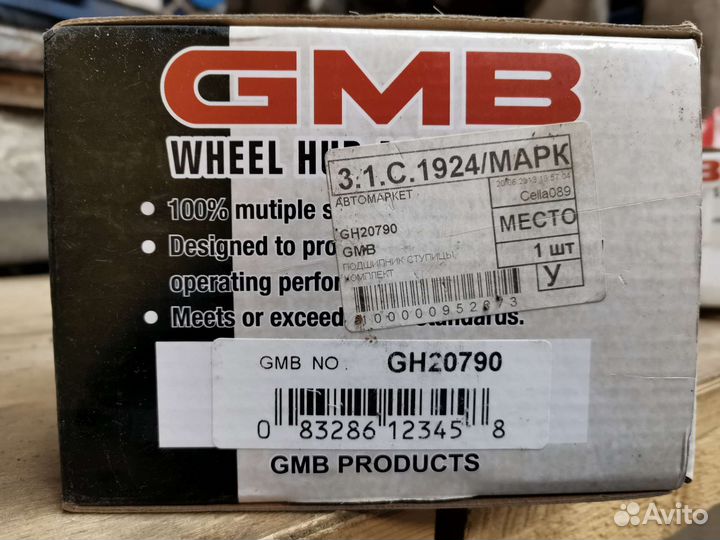 GMB
WHEEL HUB
3.1.C.1924/МАРК
АВТОМАРКЕТ
Cella089
GH20790
GMB
ПОДШИПНИК СТУПИЦЫ,
КОМПЛЕКТ
МЕСТО
1 шт
У
• 100% mutiple
• Designed to pro
operating perfor
• Meets or exceed standards.
GMB NO.
GH20790
0 83286 12345 8
GMB PRODUCTS
Avito